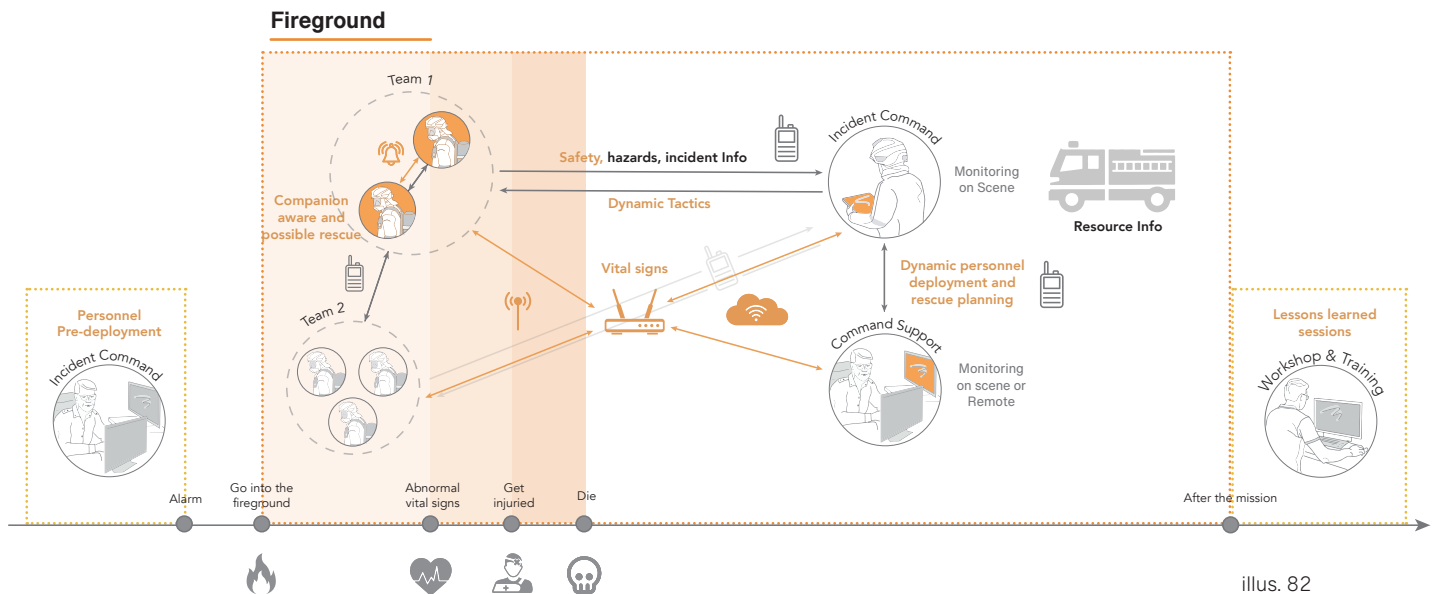 Fireground
Team 1
Incident Command
Safety, hazards, incident Info
Monitoring
on Scene
Companion
aware and
possible rescue
Dynamic Tactics
Resource Info
Vital signs
Dynamic personnel
deployment and
rescue planning
Personnel
Pre-deployment
Team 2
Lessons learned
sessions
Incident Command
Command Support
Monitoring
on scene or
Remote
Workshop & Training
Alarm
Go into the
fireground
Abnormal
vital signs
Get
injured
Die
After the mission
illus. 82